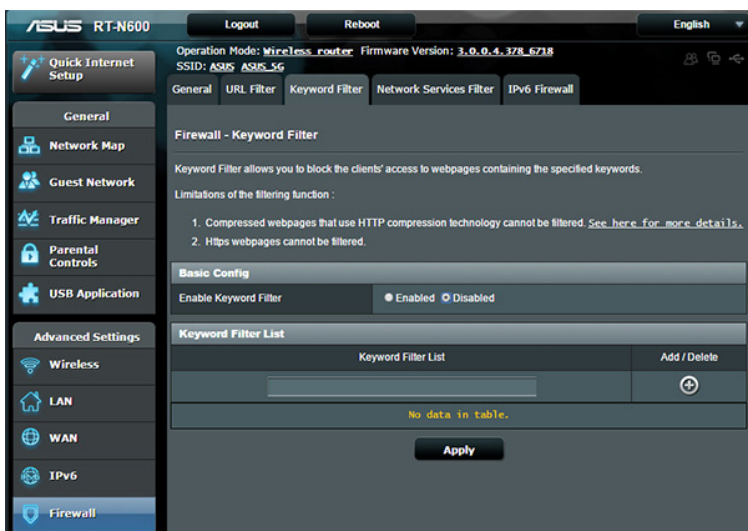 ASUS RT-N600
Logout
Reboot
English
Quick Internet
Setup
Operation Mode: Wireless router Firmware Version: 3.0.0.4.378_6718
SSID: ASUS ASUS_5G
General
URL Filter
Keyword Filter
Network Services Filter
IPv6 Firewall
General
Network Map
Guest Network
Traffic Manager
Parental
Controls
USB Application
Advanced Settings
Wireless
LAN
WAN
IPv6
Firewall
Firewall - Keyword Filter
Keyword Filter allows you to block the clients' access to webpages containing the specified keywords.
Limitations of the filtering function :
1. Compressed webpages that use HTTP compression technology cannot be filtered. See here for more details.
2. Https webpages cannot be filtered.
Basic Config
Enable Keyword Filter
Enabled Disabled
Keyword Filter List
Keyword Filter List
Add / Delete
No data in table.
Apply